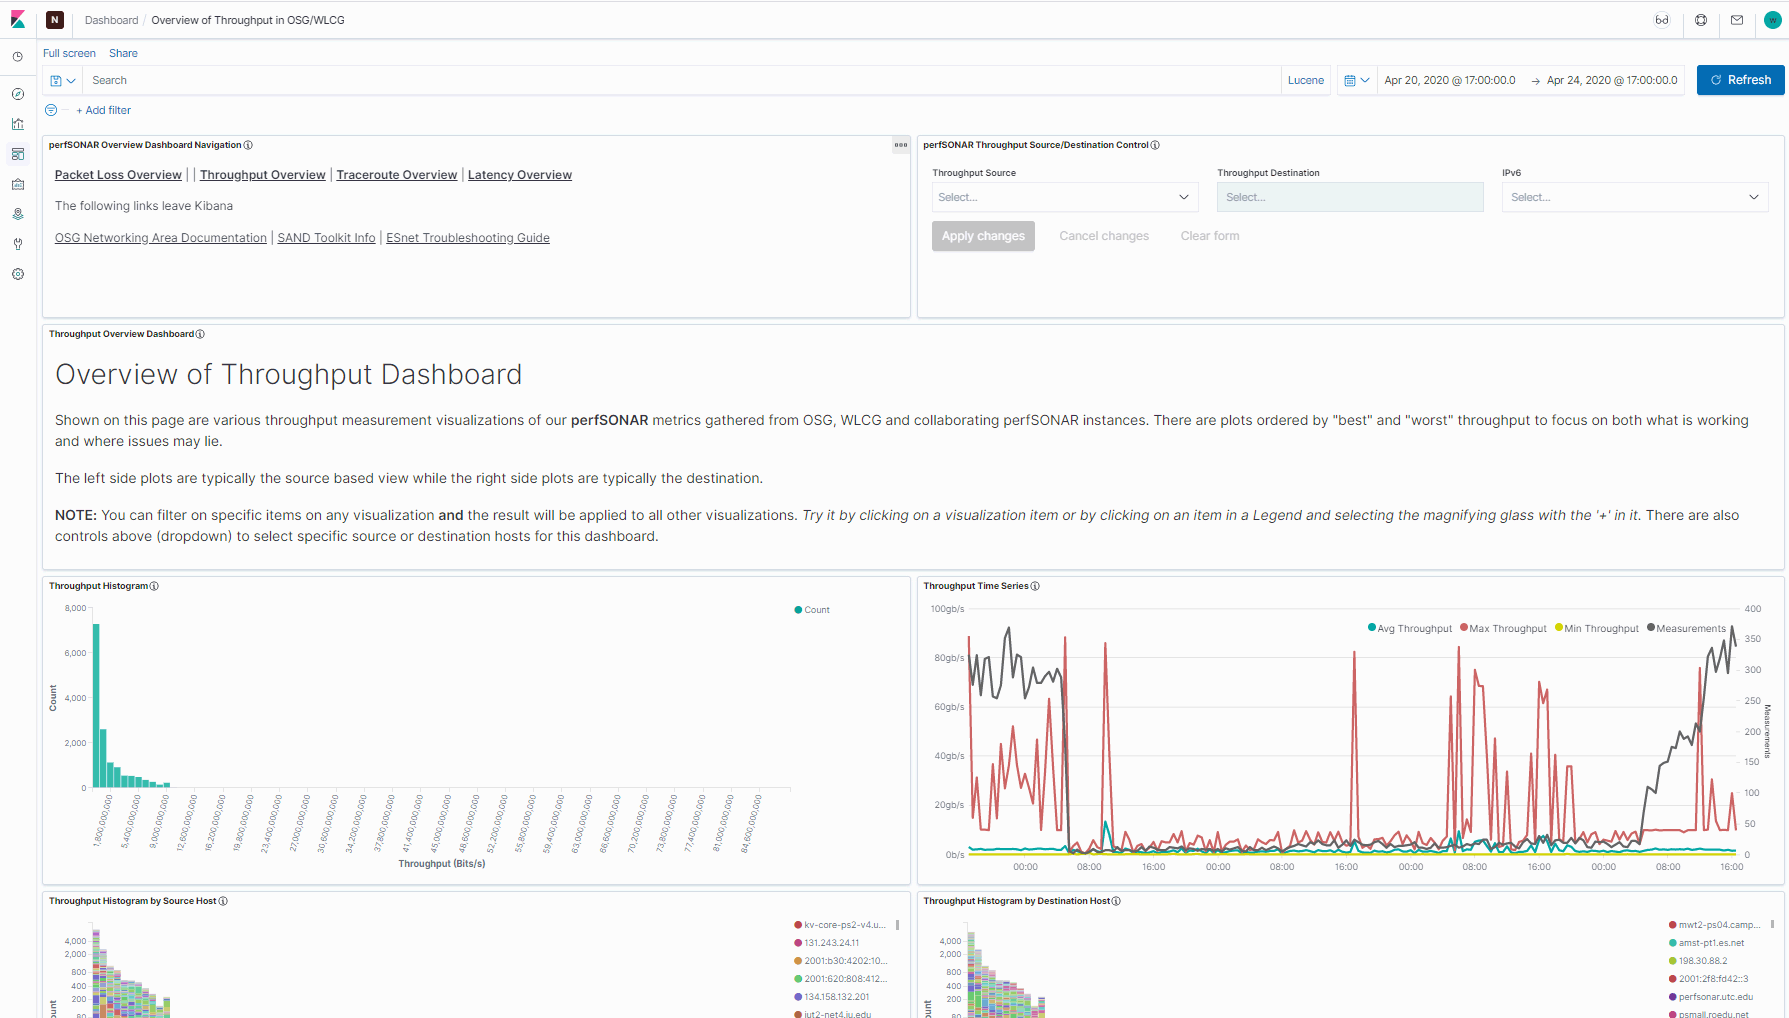 N Dashboard / Overview of Throughput in OSG/WLCG w
Full screen Share
Search Lucene Apr 20, 2020 @ 17:00:00.0 → Apr 24, 2020 @ 17:00:00.0 Refresh
+ Add filter
perfSONAR Overview Dashboard Navigation
Packet Loss Overview | | Throughput Overview | Traceroute Overview | Latency Overview
The following links leave Kibana
OSG Networking Area Documentation | SAND Toolkit Info | ESnet Troubleshooting Guide
perfSONAR Throughput Source/Destination Control
Throughput Source Throughput Destination IPv6
Select... Select... Select...
Apply changes Cancel changes Clear form
Throughput Overview Dashboard
Overview of Throughput Dashboard
Shown on this page are various throughput measurement visualizations of our perfSONAR metrics gathered from OSG, WLCG and collaborating perfSONAR instances. There are plots ordered by "best" and "worst" throughput to focus on both what is working
and where issues may lie.
The left side plots are typically the source based view while the right side plots are typically the destination.
NOTE: You can filter on specific items on any visualization and the result will be applied to all other visualizations. Try it by clicking on a visualization item or by clicking on an item in a Legend and selecting the magnifying glass with the '+' in it. There are also
controls above (dropdown) to select specific source or destination hosts for this dashboard.
Throughput Histogram
8,000
6,000
4,000
2,000
0
Count
Count
1,800,000,000 5,400,000,000 9,000,000,000 12,600,000,000 16,200,000,000 19,800,000,000 23,400,000,000 27,000,000,000 30,600,000,000 34,200,000,000 37,800,000,000 41,400,000,000 45,000,000,000 48,600,000,000 52,200,000,000 55,800,000,000 59,400,000,000 63,000,000,000 66,600,000,000 70,200,000,000 73,800,000,000 77,400,000,000 81,000,000,000 84,600,000,000
Throughput (Bits/s)
Throughput Time Series
100gb/s
80gb/s
60gb/s
40gb/s
20gb/s
0b/s
Avg Throughput Max Throughput Min Throughput Measurements
400
350
300
250
200
150
100
50
0
Measurements
00:00 08:00 16:00 00:00 08:00 16:00 00:00 08:00 16:00 00:00 08:00 16:00
Throughput Histogram by Source Host
4,000
2,000
800
400
200
80
kv-core-ps2-v4.u...
131.243.24.11
2001:b30:4202:10...
2001:620:808:412...
134.158.132.201
iut2-net4.iu.edu
Throughput Histogram by Destination Host
4,000
2,000
800
400
200
80
mwt2-ps04.camp...
amst-pt1.es.net
198.30.88.2
2001:2f8:fd42::3
perfsonar.utc.edu
psmall.roedu.net